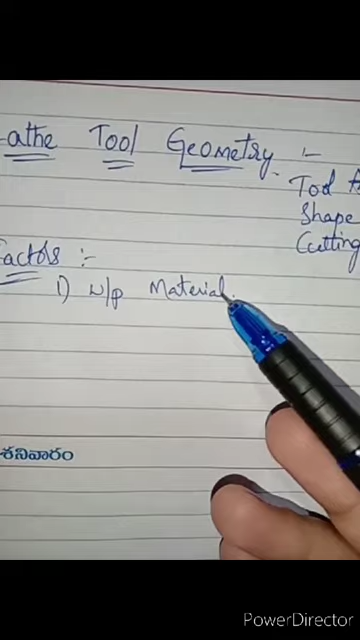 athe Tool Geometry :-
Tool
Shape
Cutting
actors :-
1) w/p Material
శనివారం
PowerDirector